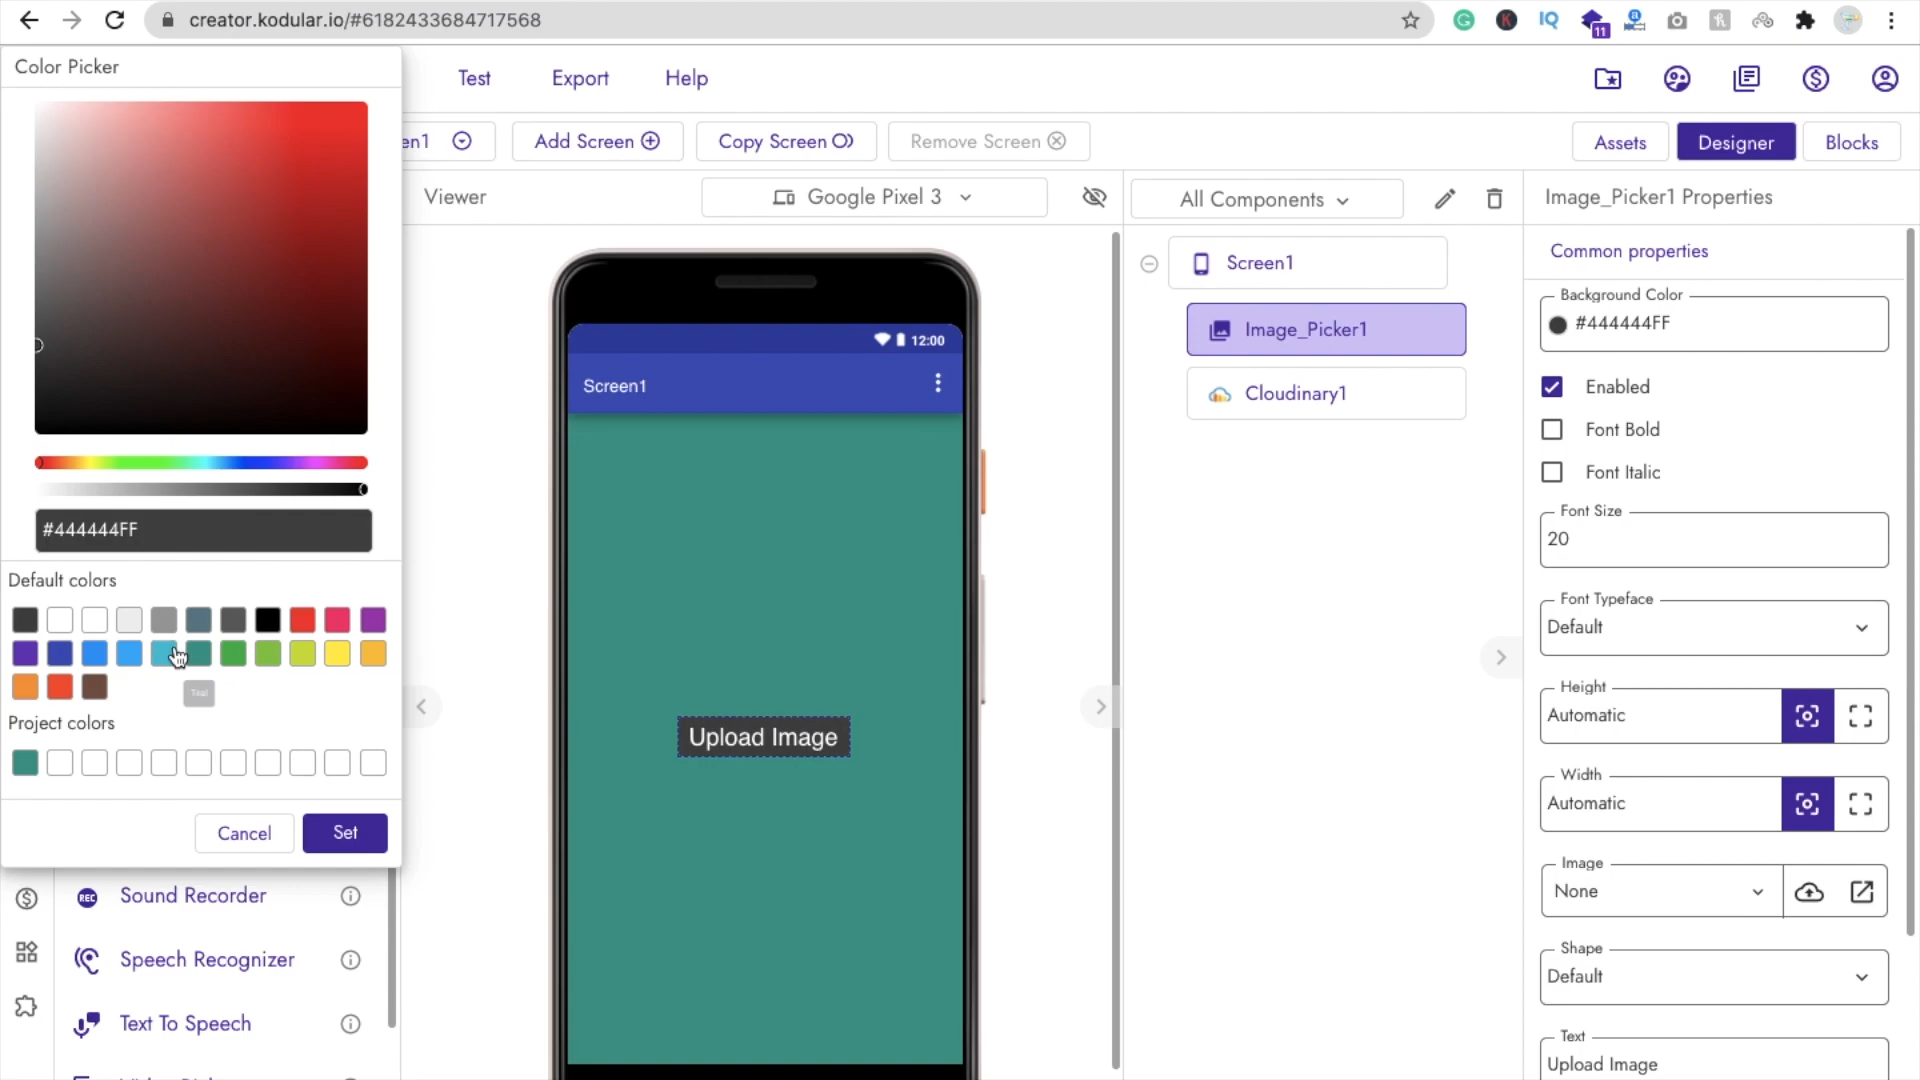 creator.kodular.io/#6182433684717568
IQ
11
Color Picker
Test
Export
Help
en1
Add Screen
Copy Screen
Remove Screen
Assets
Designer
Blocks
Viewer
Google Pixel 3
All Components
Image_Picker1 Properties
Screen1
Common properties
Background Color
#444444FF
Image_Picker1
12:00
Screen1
Enabled
Cloudinary1
Font Bold
Font Italic
Font Size
20
#444444FF
Default colors
Font Typeface
Default
Teal
Height
Automatic
Project colors
Upload Image
Width
Automatic
Cancel
Set
Image
None
REC
Sound Recorder
Shape
Default
Speech Recognizer
Text To Speech
Text
Upload Image